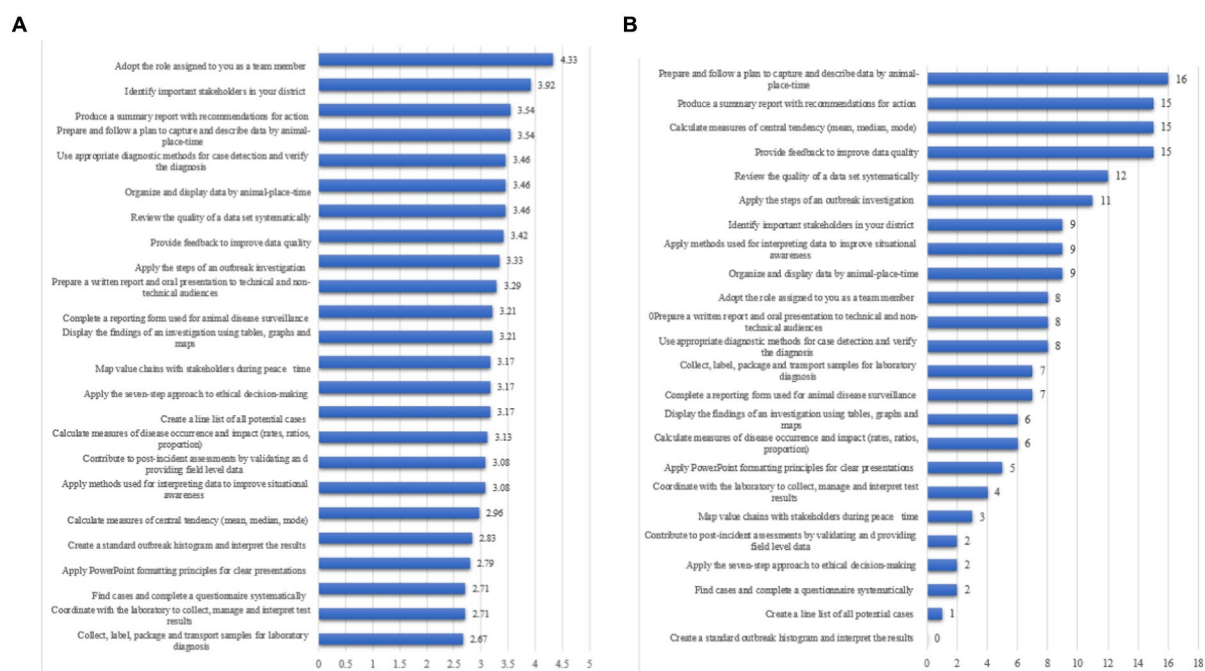 A
Adopt the role assigned to you as a team member
4.33
Identify important stakeholders in your district
3.92
Produce a summary report with recommendations for action
3.54
Prepare and follow a plan to capture and describe data by animal-
place-time
3.54
Use appropriate diagnostic methods for case detection and verify
the diagnosis
3.46
Organize and display data by animal-place-time
3.46
Review the quality of a data set systematically
3.46
Provide feedback to improve data quality
3.42
Apply the steps of an outbreak investigation
3.33
Prepare a written report and oral presentation to technical and non-
technical audiences
3.29
Complete a reporting form used for animal disease surveillance
3.21
Display the findings of an investigation using tables, graphs and
maps
3.21
Map value chains with stakeholders during peace time
3.17
Apply the seven-step approach to ethical decision-making
3.17
Create a line list of all potential cases
3.17
Calculate measures of disease occurrence and impact (rates, ratios,
proportion)
3.13
Contribute to post-incident assessments by validating and
providing field level data
3.08
Apply methods used for interpreting data to improve situational
awareness
3.08
Calculate measures of central tendency (mean, median, mode)
2.96
Create a standard outbreak histogram and interpret the results
2.83
Apply PowerPoint formatting principles for clear presentations
2.79
Find cases and complete a questionnaire systematically
2.71
Coordinate with the laboratory to collect, manage and interpret test
results
2.71
Collect, label, package and transport samples for laboratory
diagnosis
2.67
0 0.5 1 1.5 2 2.5 3 3.5 4 4.5 5
B
Prepare and follow a plan to capture and describe data by animal-
place-time
16
Produce a summary report with recommendations for action
15
Calculate measures of central tendency (mean, median, mode)
15
Provide feedback to improve data quality
15
Review the quality of a data set systematically
12
Apply the steps of an outbreak investigation
11
Identify important stakeholders in your district
9
Apply methods used for interpreting data to improve situational
awareness
9
Organize and display data by animal-place-time
9
Adopt the role assigned to you as a team member
8
0Prepare a written report and oral presentation to technical and non-
technical audiences
8
Use appropriate diagnostic methods for case detection and verify
the diagnosis
8
Collect, label, package and transport samples for laboratory
diagnosis
7
Complete a reporting form used for animal disease surveillance
7
Display the findings of an investigation using tables, graphs and
maps
6
Calculate measures of disease occurrence and impact (rates, ratios,
proportion)
6
Apply PowerPoint formatting principles for clear presentations
5
Coordinate with the laboratory to collect, manage and interpret test
results
4
Map value chains with stakeholders during peace time
3
Contribute to post-incident assessments by validating and providing
field level data
2
Apply the seven-step approach to ethical decision-making
2
Find cases and complete a questionnaire systematically
2
Create a line list of all potential cases
1
Create a standard outbreak histogram and interpret the results
0
0 2 4 6 8 10 12 14 16 18